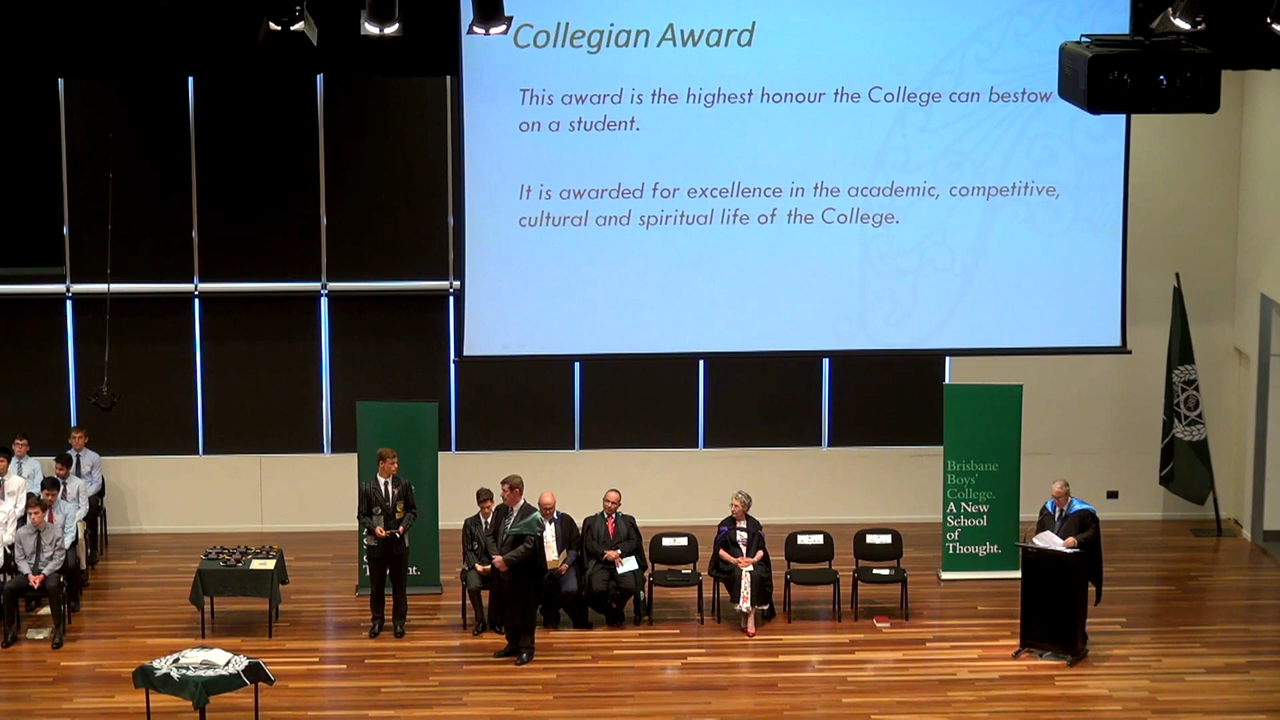 Collegian Award
This award is the highest honour the College can bestow
on a student.
It is awarded for excellence in the academic, competitive,
cultural and spiritual life of the College.
Brisbane
Boys'
College.
A New
School
of
Thought.
Thought.